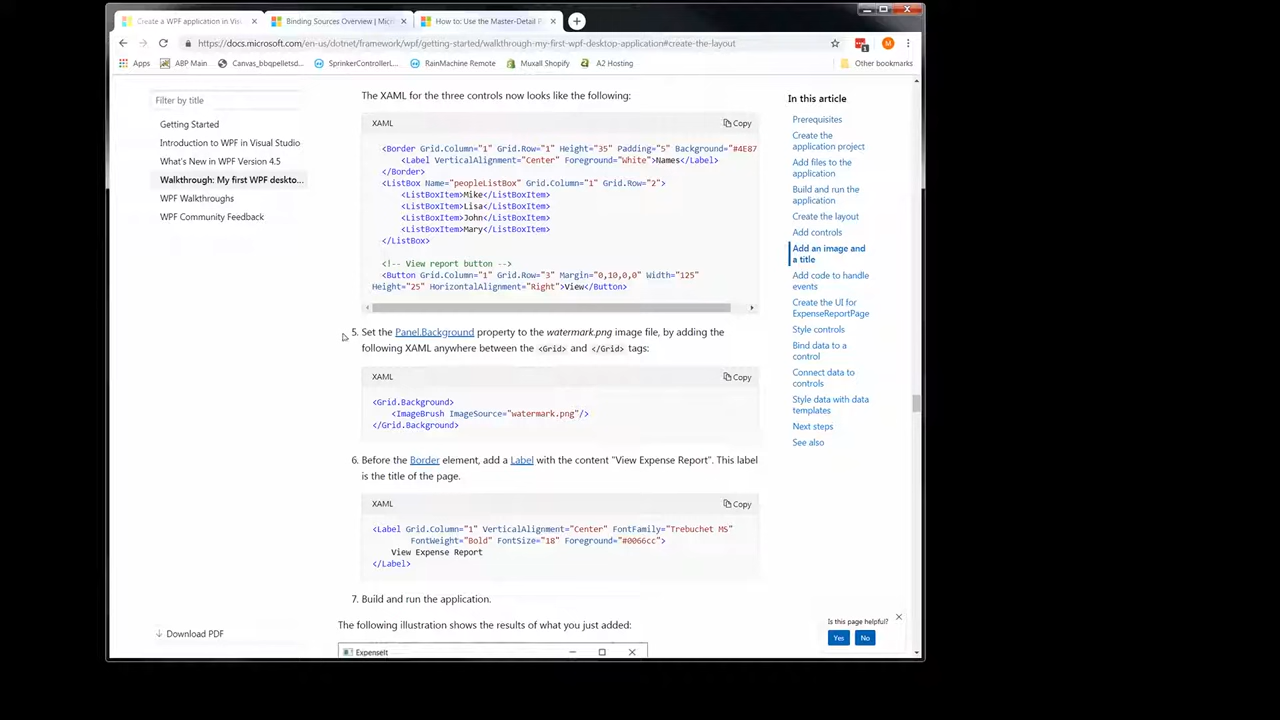 Create a WPF application in Vis
Binding Sources Overview | Micr
How to: Use the Master-Detail P
https://docs.microsoft.com/en-us/dotnet/framework/wpf/getting-started/walkthrough-my-first-wpf-desktop-application#create-the-layout
M
Apps
ABP Main
Canvas_bbqpelletsd...
SprinkerControllerL...
RainMachine Remote
Muxall Shopify
A2 Hosting
Other bookmarks
Filter by title
Getting Started
Introduction to WPF in Visual Studio
What's New in WPF Version 4.5
Walkthrough: My first WPF deskto...
WPF Walkthroughs
WPF Community Feedback
Download PDF
The XAML for the three controls now looks like the following:
XAML
Copy
<Border Grid.Column="1" Grid.Row="1" Height="35" Padding="5" Background="#4E87
<Label VerticalAlignment="Center" Foreground="White">Names</Label>
</Border>
<ListBox Name="peopleListBox" Grid.Column="1" Grid.Row="2">
<ListBoxItem>Mike</ListBoxItem>
<ListBoxItem>Lisa</ListBoxItem>
<ListBoxItem>John</ListBoxItem>
<ListBoxItem>Mary</ListBoxItem>
</ListBox>
<!-- View report button -->
<Button Grid.Column="1" Grid.Row="3" Margin="0,10,0,0" Width="125"
Height="25" HorizontalAlignment="Right">View</Button>
5. Set the Panel.Background property to the watermark.png image file, by adding the
following XAML anywhere between the <Grid> and </Grid> tags:
XAML
Copy
<Grid.Background>
<ImageBrush ImageSource="watermark.png"/>
</Grid.Background>
6. Before the Border element, add a Label with the content "View Expense Report". This label
is the title of the page.
XAML
Copy
<Label Grid.Column="1" VerticalAlignment="Center" FontFamily="Trebuchet MS"
FontWeight="Bold" FontSize="18" Foreground="#0066cc">
View Expense Report
</Label>
7. Build and run the application.
The following illustration shows the results of what you just added:
ExpenseIt
In this article
Prerequisites
Create the
application project
Add files to the
application
Build and run the
application
Create the layout
Add controls
Add an image and
a title
Add code to handle
events
Create the UI for
ExpenseReportPage
Style controls
Bind data to a
control
Connect data to
controls
Style data with data
templates
Next steps
See also
Is this page helpful?
Yes
No